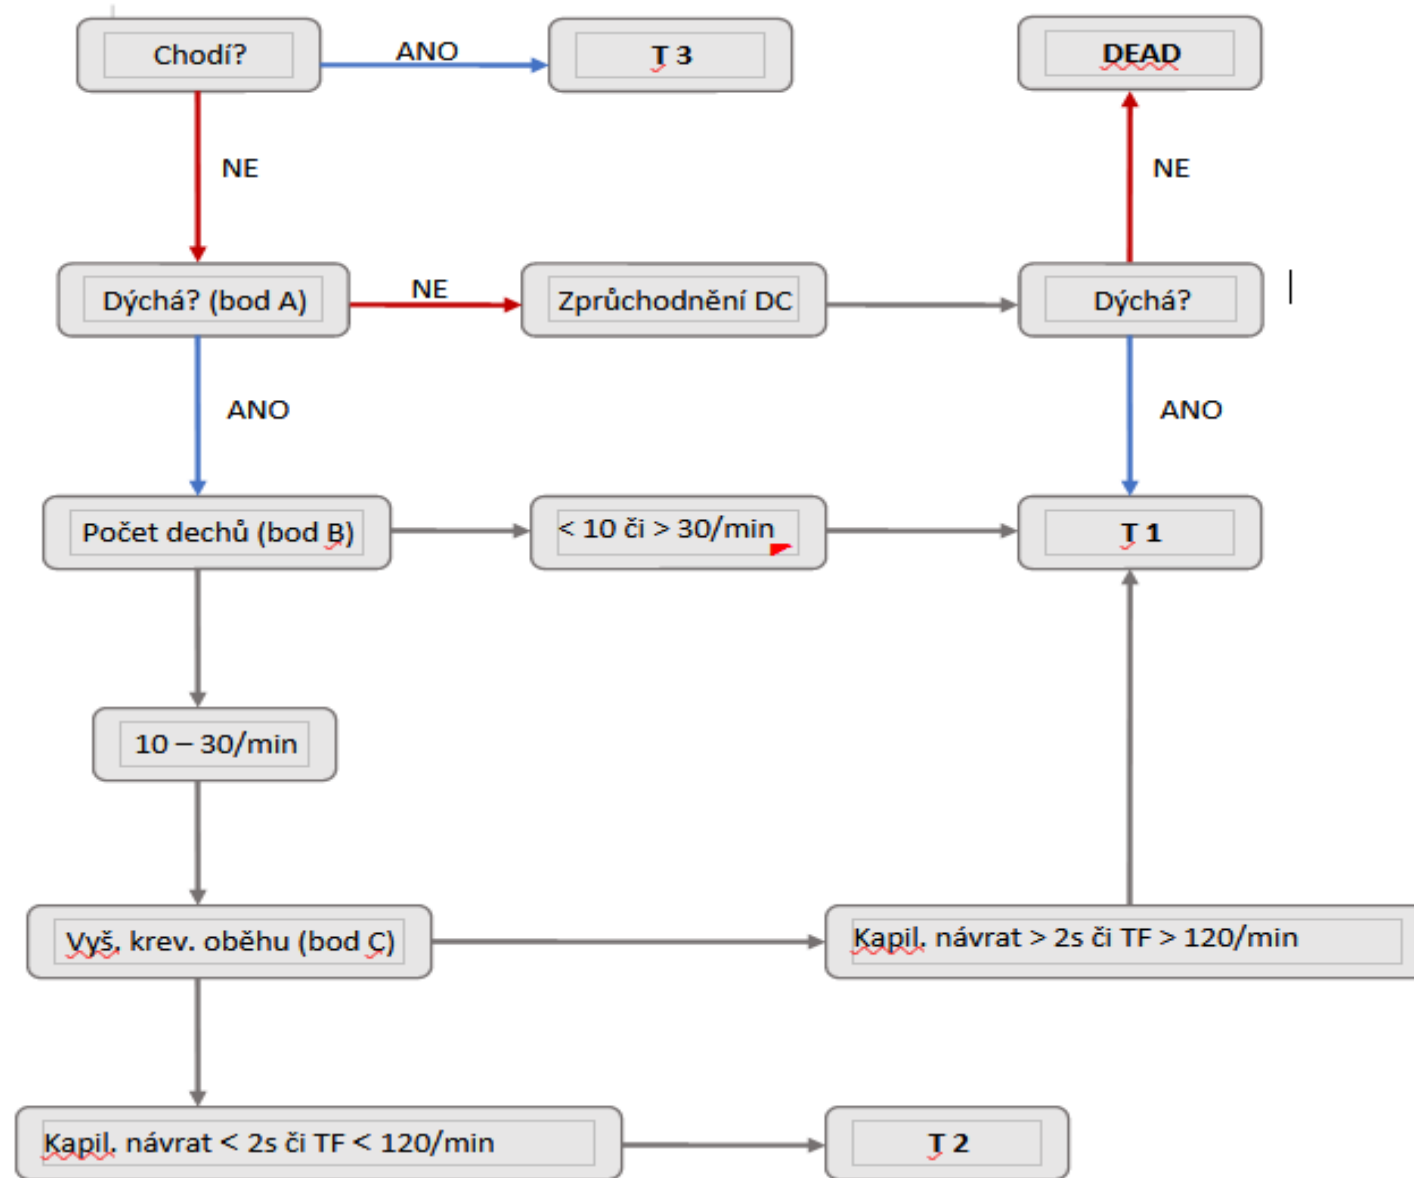 Chodí?
ANO
T 3
DEAD
NE
NE
Dýchá? (bod A)
NE
Zprůchodnění DC
Dýchá?
ANO
ANO
Počet dechů (bod B)
< 10 či > 30/min
T 1
10 – 30/min
Vyš. krev. oběhu (bod C)
Kapil. návrat > 2s či TF > 120/min
Kapil. návrat < 2s či TF < 120/min
T 2